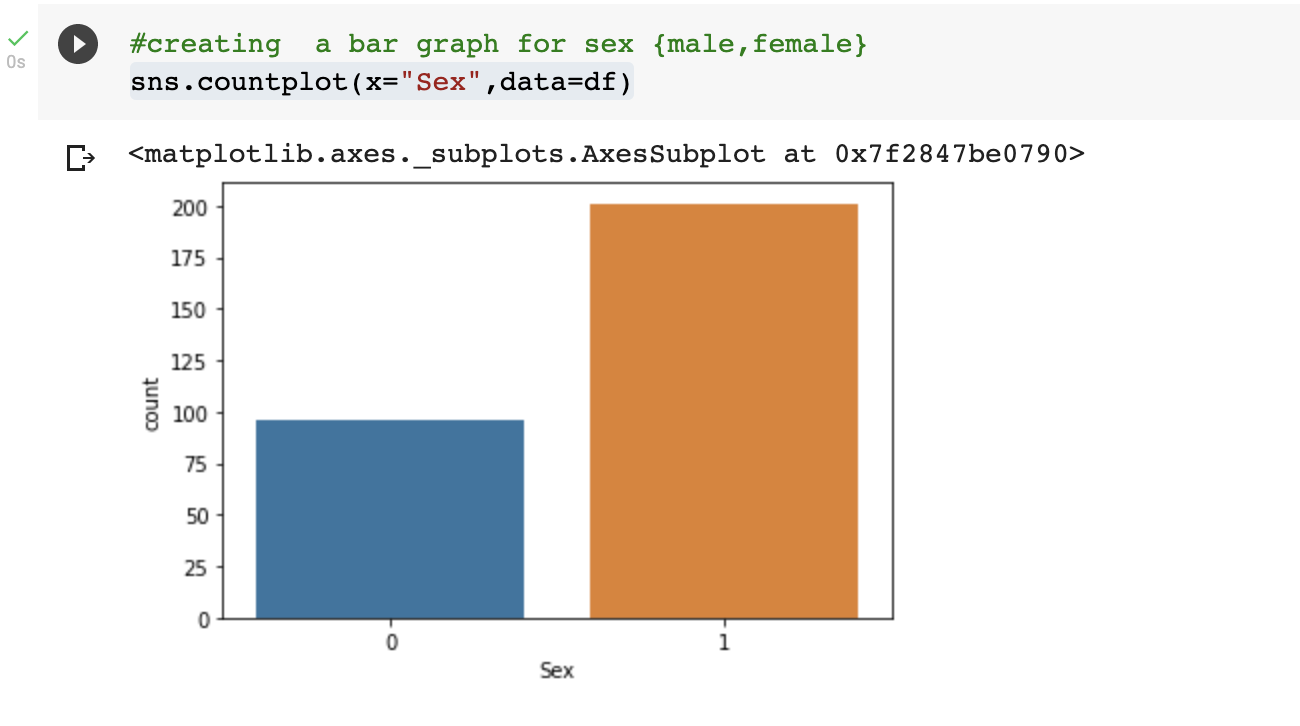 #creating  a bar graph for sex {male,female}
0s
sns.countplot(x="Sex",data=df)
<matplotlib.axes._subplots.AxesSubplot at 0x7f2847be0790>
200
175
150
125
100
75
50
25
0
count
0 1
Sex